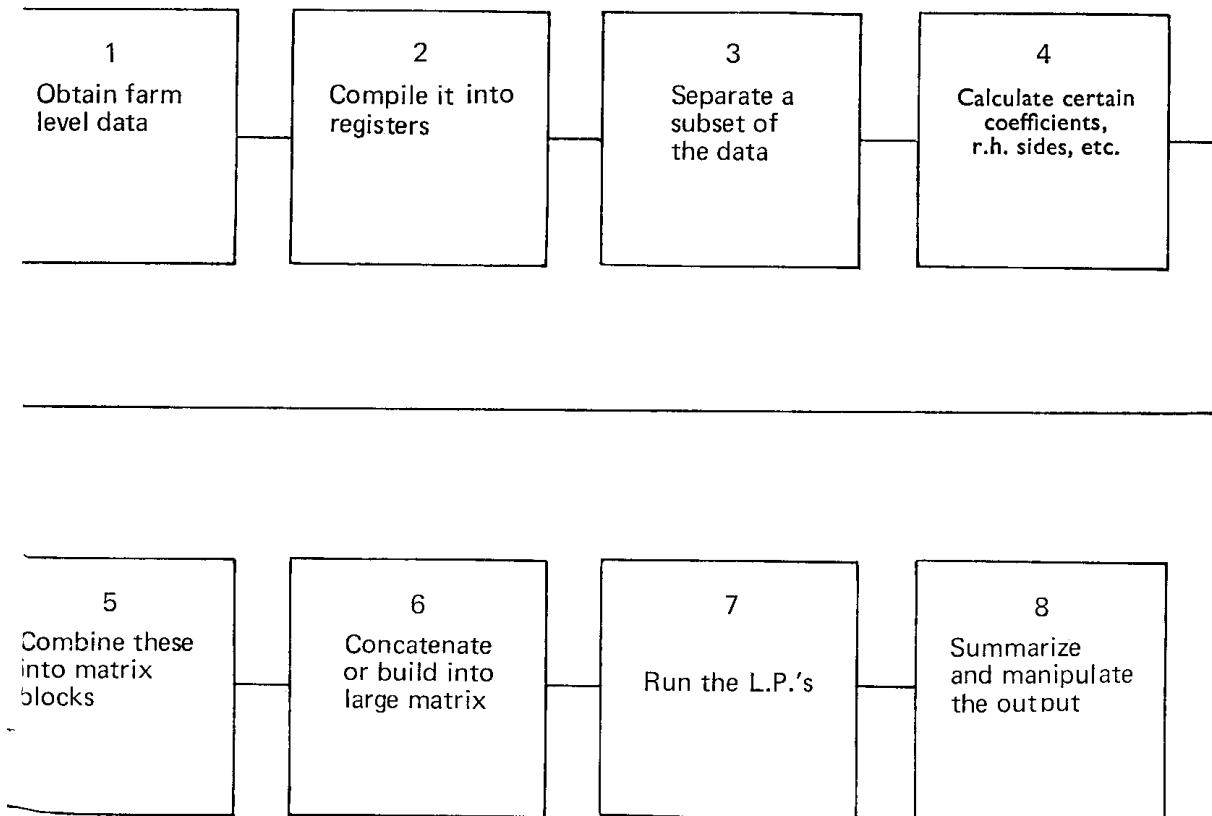 1
Obtain farm
level data
2
Compile it into
registers
3
Separate a
subset of
the data
4
Calculate certain
coefficients,
r.h. sides, etc.
5
Combine these
into matrix
blocks
6
Concatenate
or build into
large matrix
7
Run the L.P.'s
8
Summarize
and manipulate
the output